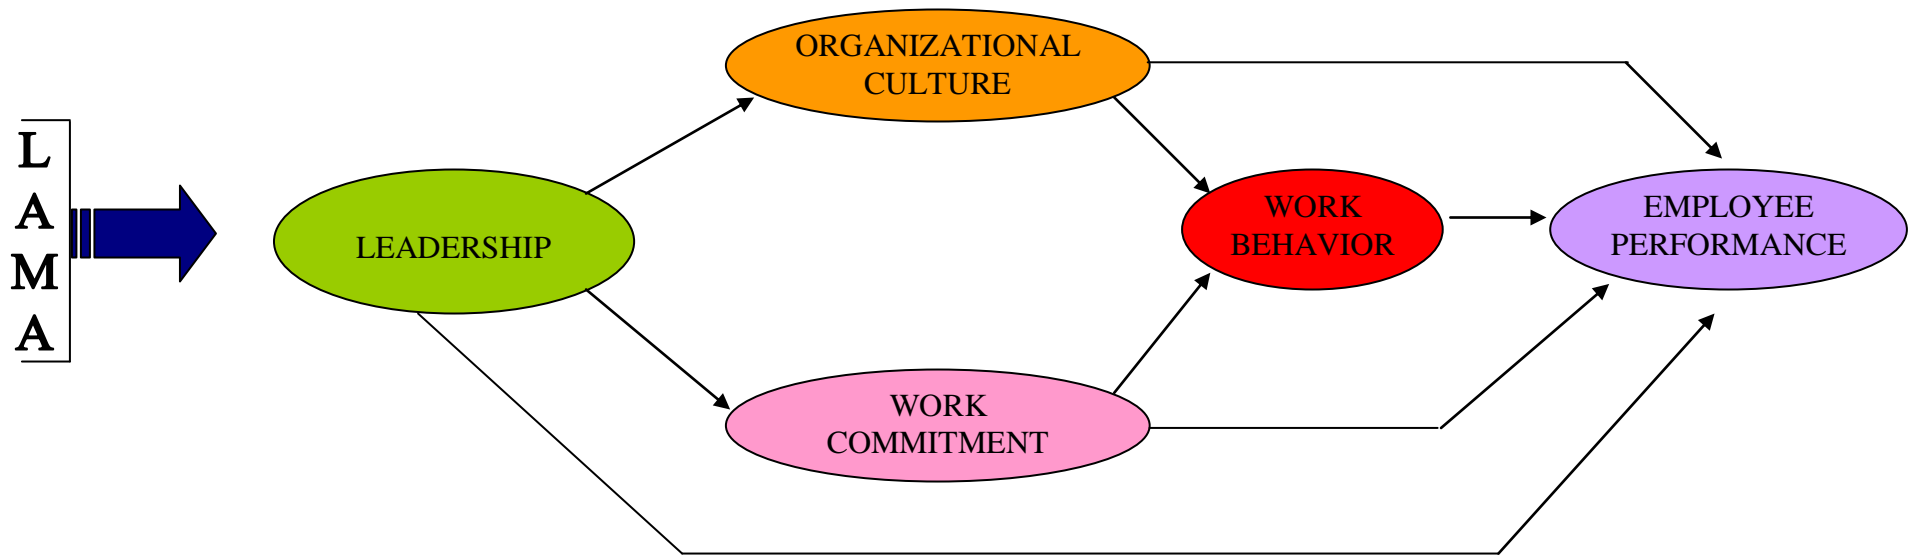 L
A
M
A
LEADERSHIP
ORGANIZATIONAL
CULTURE
WORK
COMMITMENT
WORK
BEHAVIOR
EMPLOYEE
PERFORMANCE